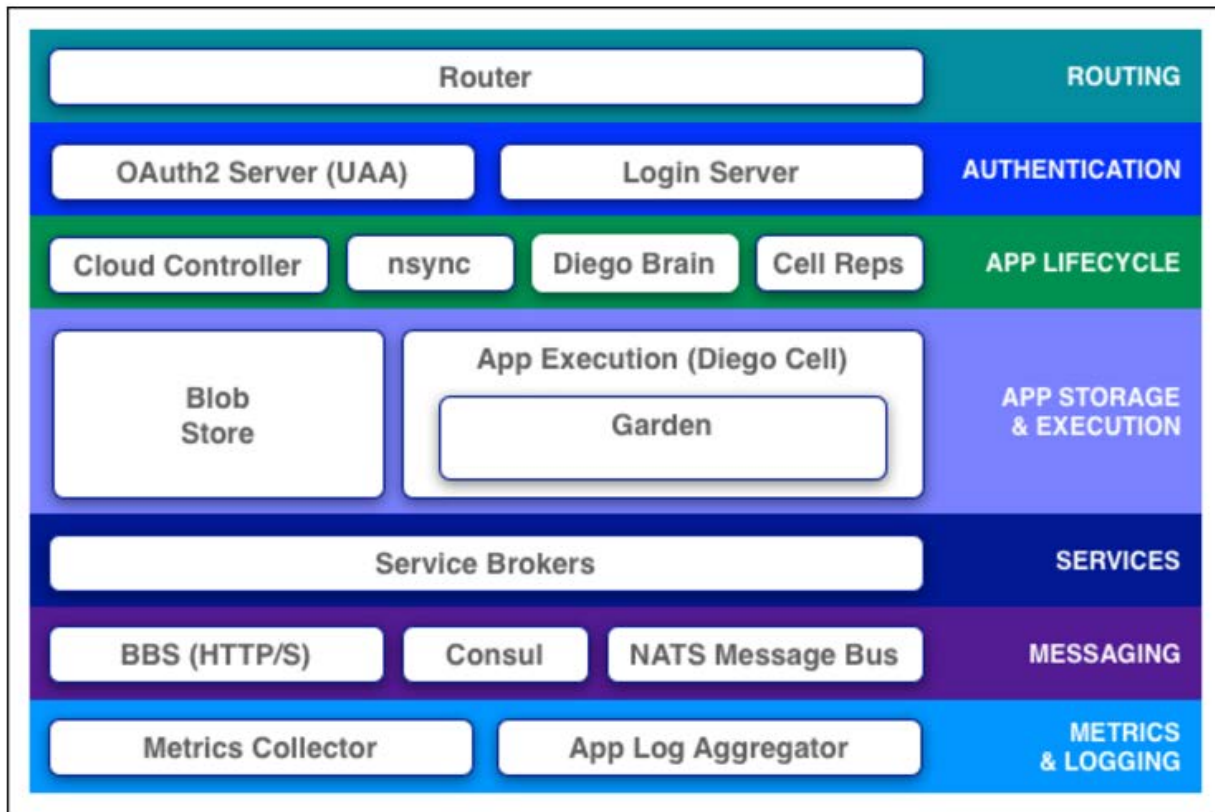 Router
ROUTING
OAuth2 Server (UAA)
Login Server
AUTHENTICATION
Cloud Controller
nsync
Diego Brain
Cell Reps
APP LIFECYCLE
Blob
Store
App Execution (Diego Cell)
Garden
APP STORAGE
& EXECUTION
Service Brokers
SERVICES
BBS (HTTP/S)
Consul
NATS Message Bus
MESSAGING
Metrics Collector
App Log Aggregator
METRICS
& LOGGING